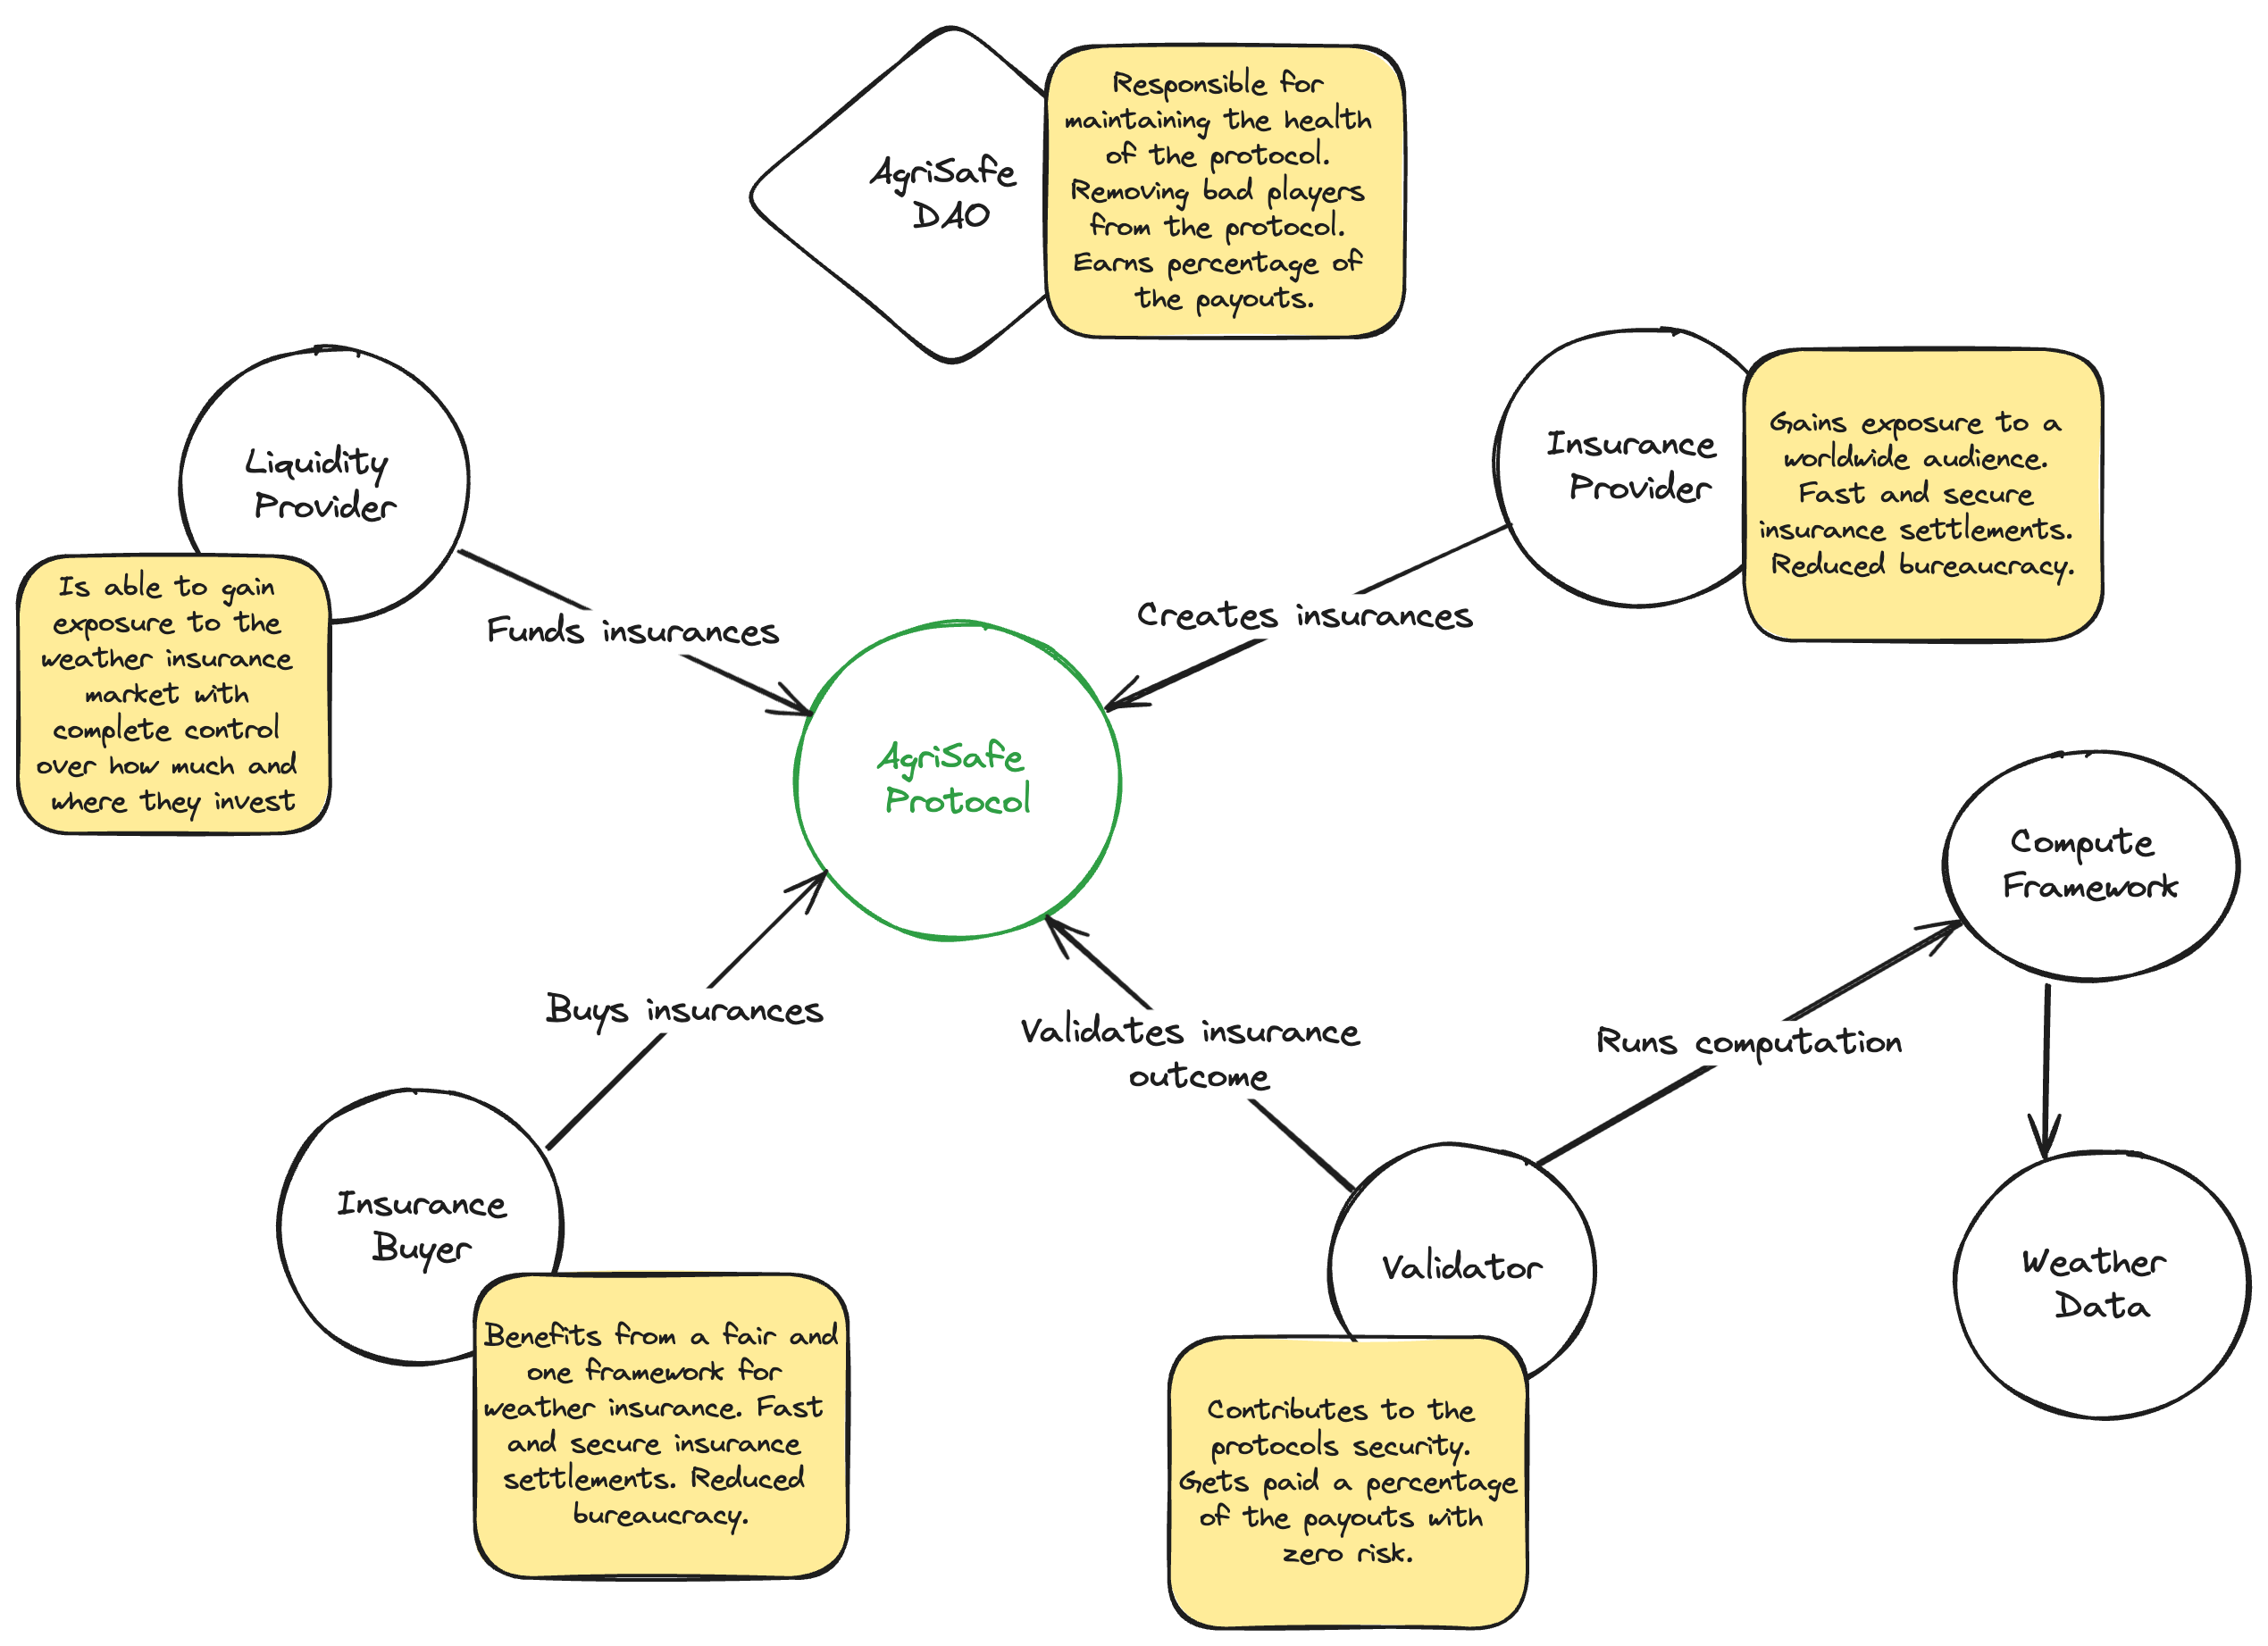 AgriSafe
DAO
Responsible for
maintaining the health
of the protocol.
Removing bad players
from the protocol.
Earns percentage of
the payouts.
Liquidity
Provider
Is able to gain
exposure to the
weather insurance
market with
complete control
over how much and
where they invest
Insurance
Provider
Gains exposure to a
worldwide audience.
Fast and secure
insurance settlements.
Reduced bureaucracy.
Funds insurances
Creates insurances
AgriSafe
Protocol
Compute
Framework
Buys insurances
Validates insurance
outcome
Runs computation
Insurance
Buyer
Benefits from a fair and
one framework for
weather insurance. Fast
and secure insurance
settlements. Reduced
bureaucracy.
Validator
Contributes to the
protocols security.
Gets paid a percentage
of the payouts with
zero risk.
Weather
Data